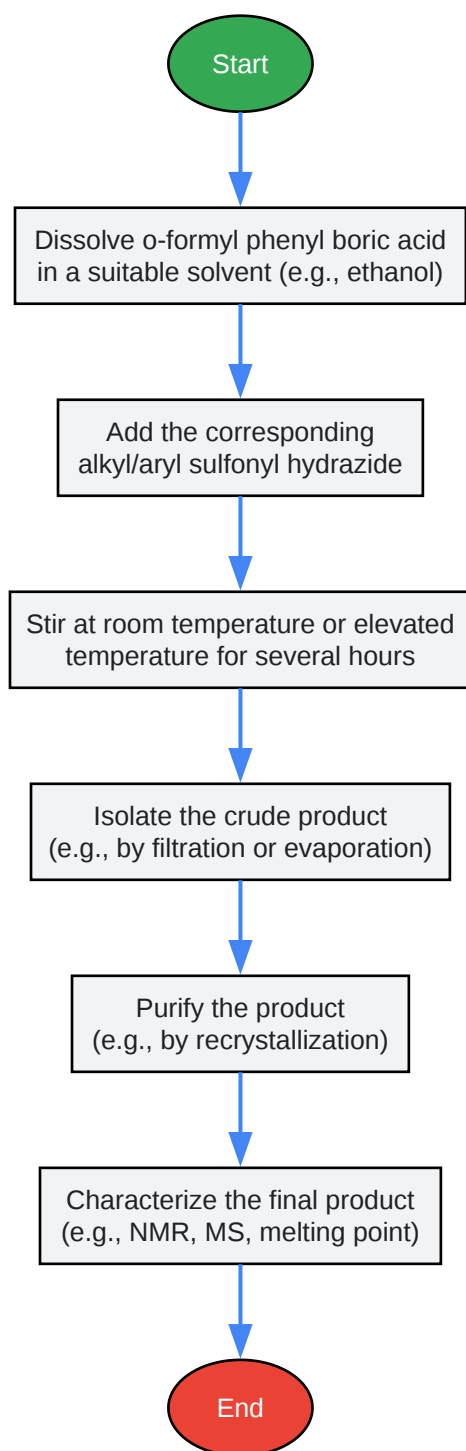 Start
Dissolve o-formyl phenyl boric acid
in a suitable solvent (e.g., ethanol)
Add the corresponding
alkyl/aryl sulfonyl hydrazide
Stir at room temperature or elevated
temperature for several hours
Isolate the crude product
(e.g., by filtration or evaporation)
Purify the product
(e.g., by recrystallization)
Characterize the final product
(e.g., NMR, MS, melting point)
End